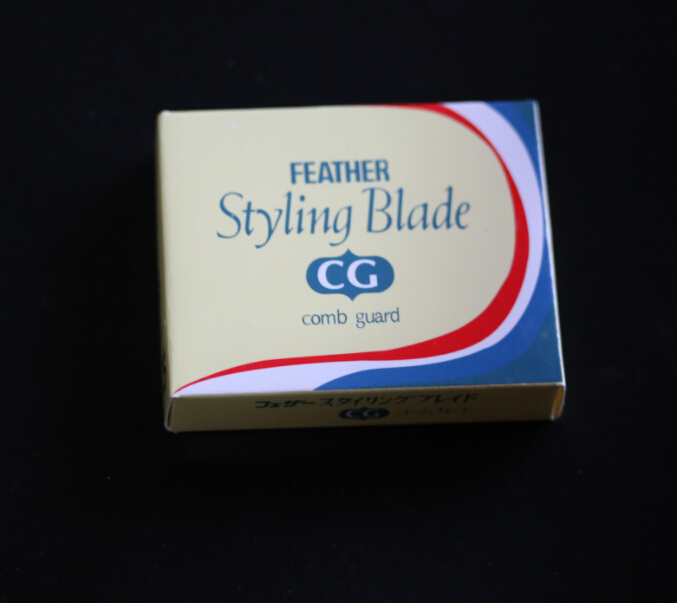 FEATHER
Styling Blade
CG
comb guard
フェザー スタイリングブレイド
CG